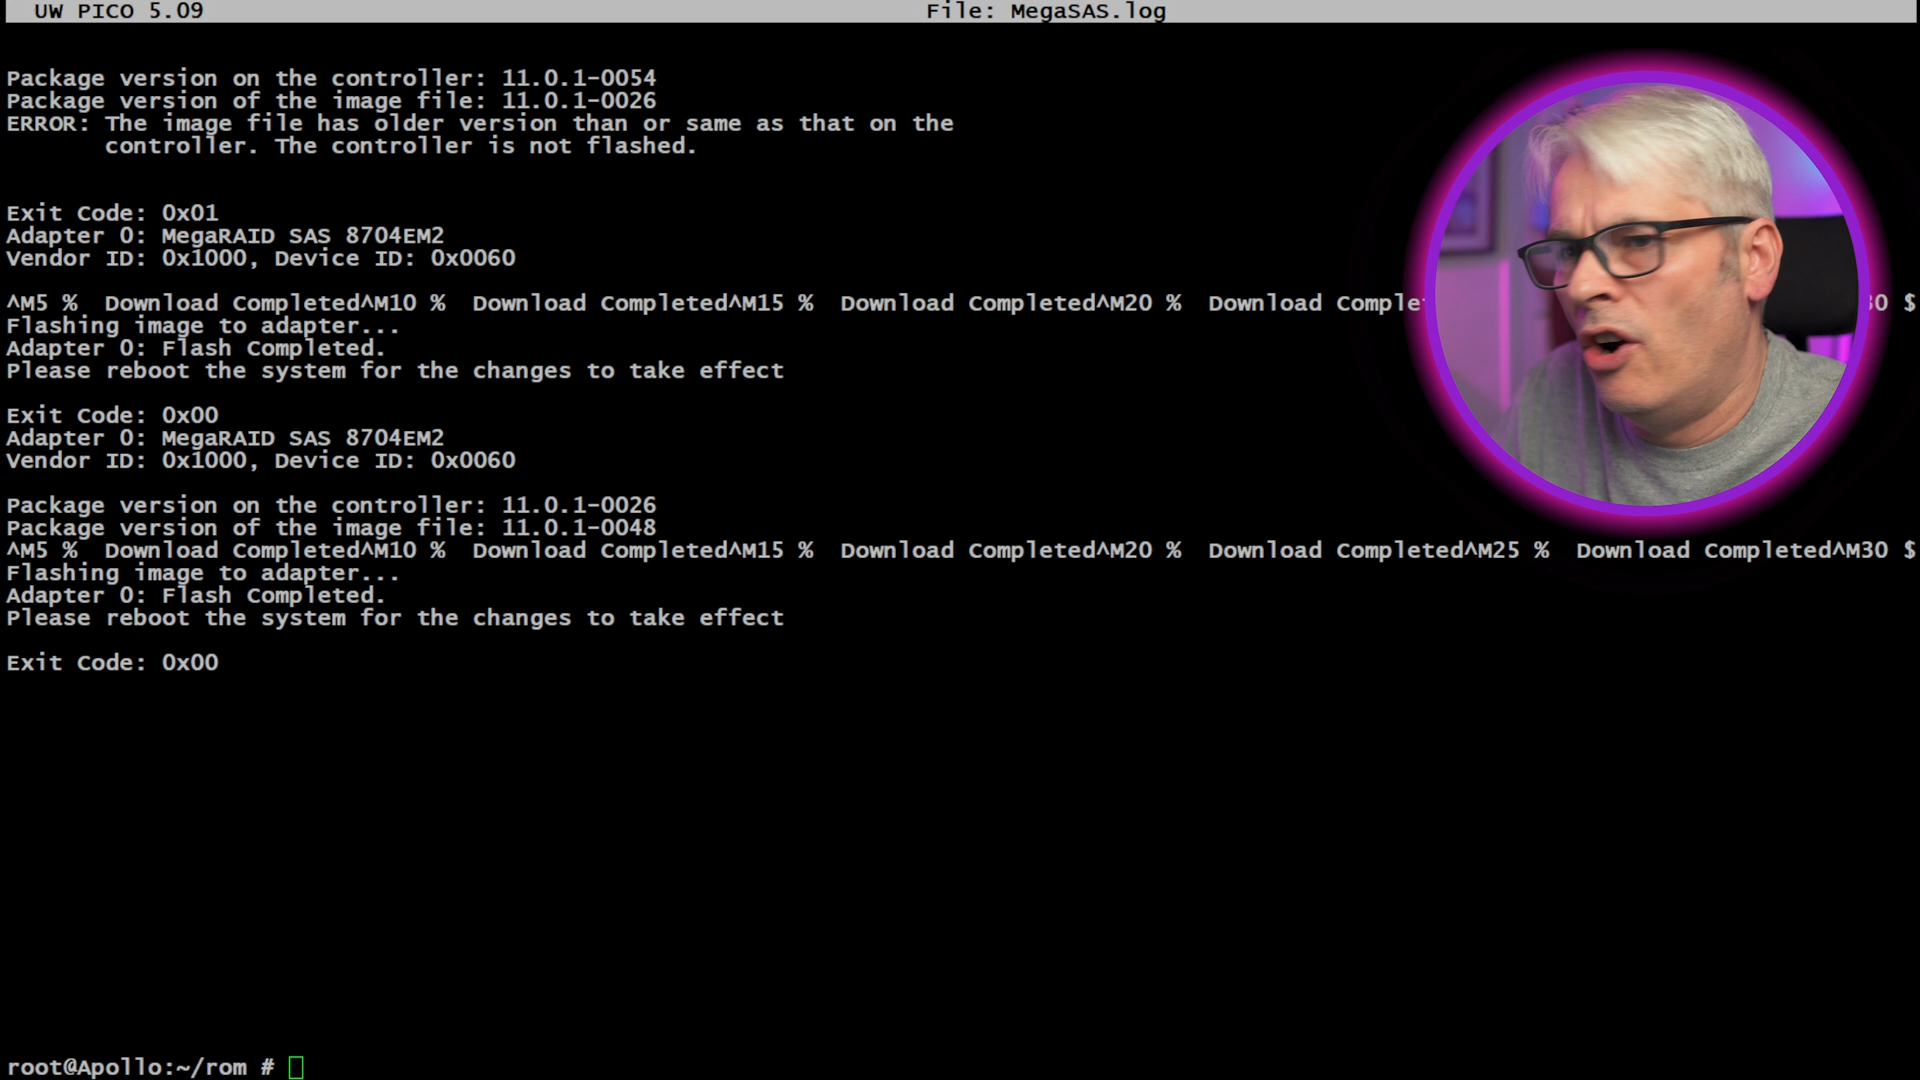 UW PICO 5.09 File: MegaSAS.log
Package version on the controller: 11.0.1-0054
Package version of the image file: 11.0.1-0026
ERROR: The image file has older version than or same as that on the
controller. The controller is not flashed.
Exit Code: 0x01
Adapter 0: MegaRAID SAS 8704EM2
Vendor ID: 0x1000, Device ID: 0x0060
^M5 %  Download Completed^M10 %  Download Completed^M15 %  Download Completed^M20 %  Download 30 $
Flashing image to adapter...
Adapter 0: Flash Completed.
Please reboot the system for the changes to take effect
Exit Code: 0x00
Adapter 0: MegaRAID SAS 8704EM2
Vendor ID: 0x1000, Device ID: 0x0060
Package version on the controller: 11.0.1-0026
Package version of the image file: 11.0.1-0048
^M5 %  Download Completed^M10 %  Download Completed^M15 %  Download Completed^M20 %  Download Completed^M25 %  Download Completed^M30 $
Flashing image to adapter...
Adapter 0: Flash Completed.
Please reboot the system for the changes to take effect
Exit Code: 0x00
root@Apollo:~/rom #